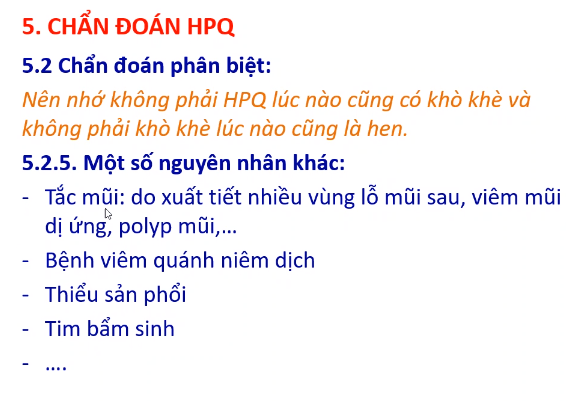 5. CHẨN ĐOÁN HPQ
5.2 Chẩn đoán phân biệt:
Nên nhớ không phải HPQ lúc nào cũng có khò khè và
không phải khò khè lúc nào cũng là hen.
5.2.5. Một số nguyên nhân khác:
- Tắc mũi: do xuất tiết nhiều vùng lỗ mũi sau, viêm mũi
dị ứng, polyp mũi,...
- Bệnh viêm quánh niêm dịch
- Thiểu sản phổi
- Tim bẩm sinh
- ....